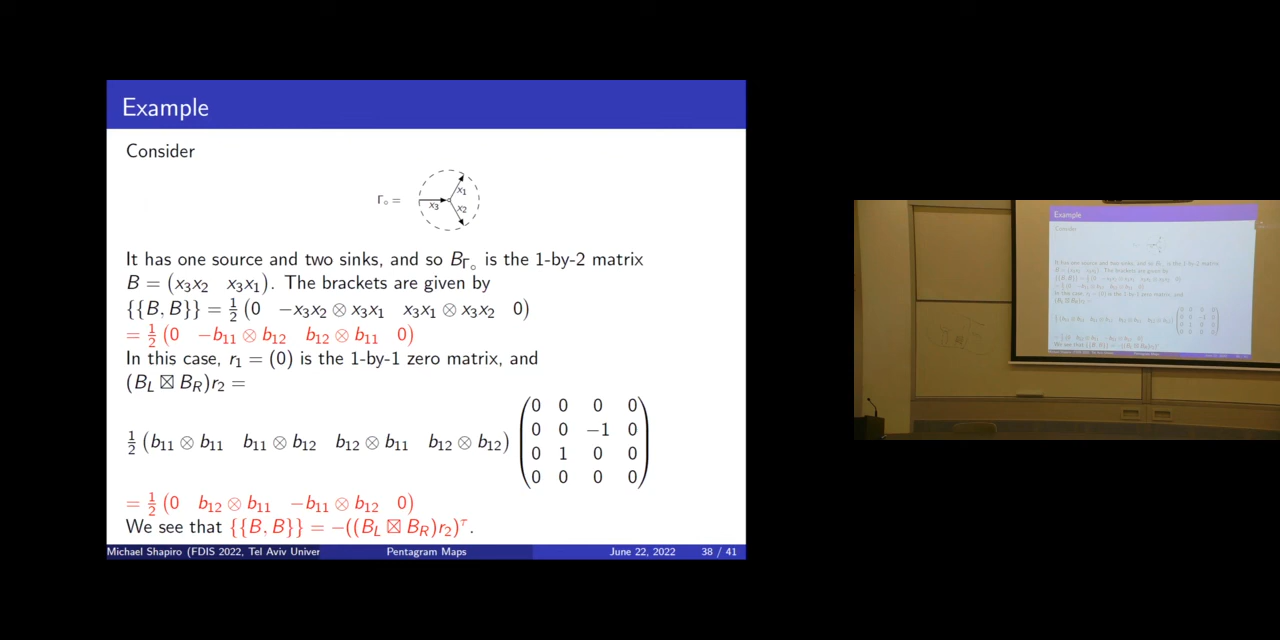 Example
Consider
Γ∘ =
x₁
x₃
x₂
It has one source and two sinks, and so B_Γ∘ is the 1-by-2 matrix
B = (x₃x₂ x₃x₁). The brackets are given by
{{B, B}} = ½ (0 −x₃x₂ ⊗ x₃x₁ x₃x₁ ⊗ x₃x₂ 0)
= ½ (0 −b₁₁ ⊗ b₁₂ b₁₂ ⊗ b₁₁ 0)
In this case, r₁ = (0) is the 1-by-1 zero matrix, and
(B_L ⊠ B_R)r₂ =
½ (b₁₁ ⊗ b₁₁ b₁₁ ⊗ b₁₂ b₁₂ ⊗ b₁₁ b₁₂ ⊗ b₁₂)
0 0 0 0
0 0 −1 0
0 1 0 0
0 0 0 0
= ½ (0 b₁₂ ⊗ b₁₁ −b₁₁ ⊗ b₁₂ 0)
We see that {{B, B}} = −((B_L ⊠ B_R)r₂)^τ.
Michael Shapiro (FDIS 2022, Tel Aviv Univer Pentagram Maps June 22, 2022 38 / 41
Example
Consider